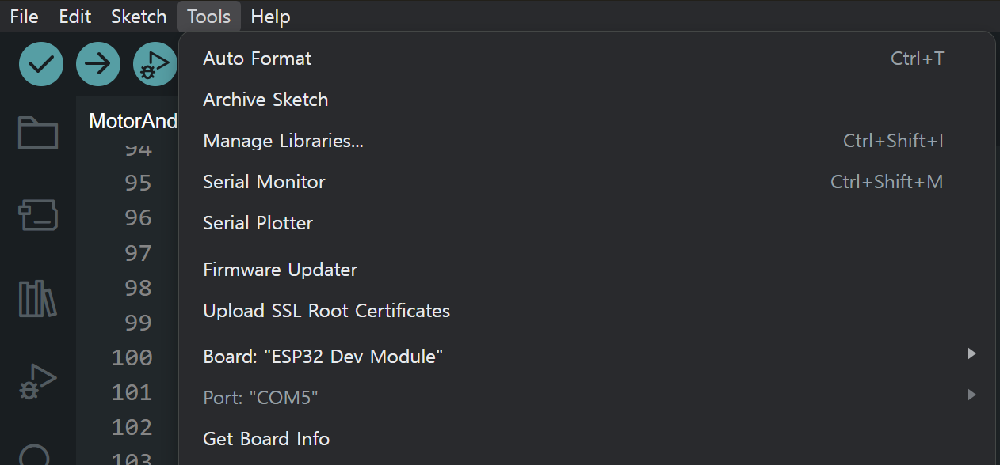 File Edit Sketch Tools Help
Auto Format Ctrl+T
Archive Sketch
MotorAnd
Manage Libraries... Ctrl+Shift+I
94
95
Serial Monitor Ctrl+Shift+M
96
Serial Plotter
97
Firmware Updater
98
Upload SSL Root Certificates
99
100
Board: "ESP32 Dev Module"
101
Port: "COM5"
102
Get Board Info
103